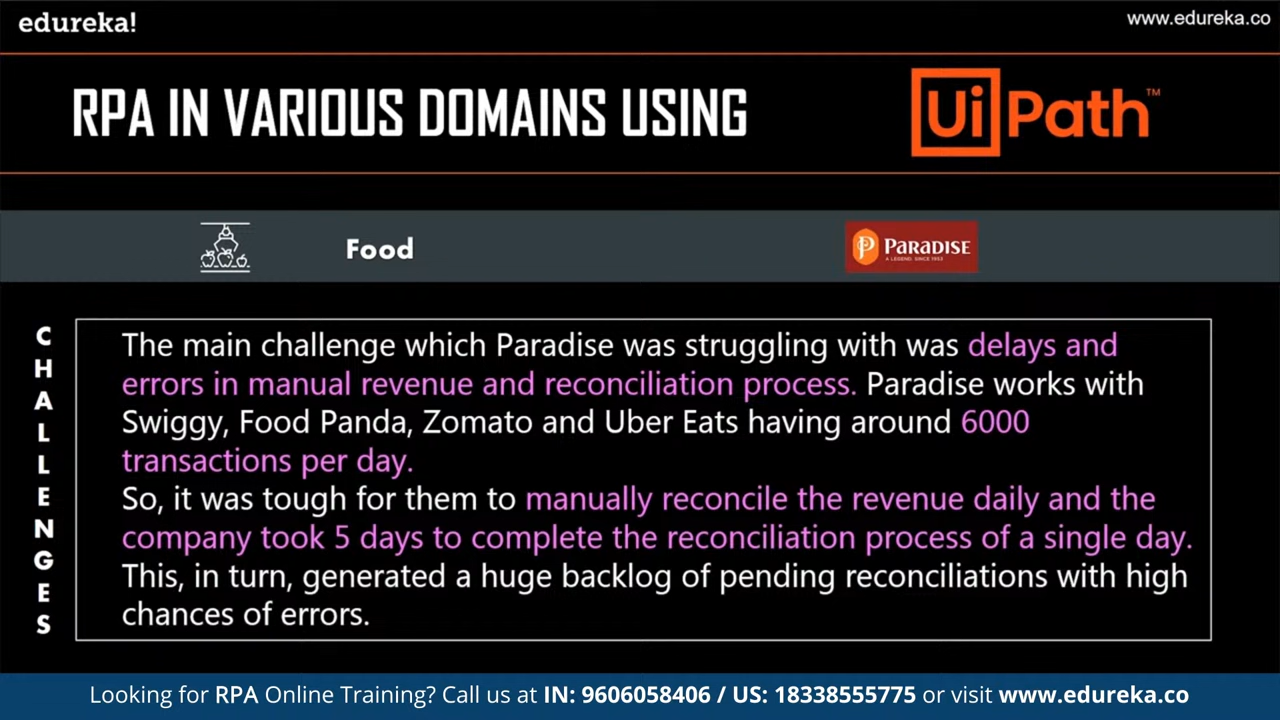 edureka!
www.edureka.co
RPA IN VARIOUS DOMAINS USING
UiPath™
Food
PARADISE
A LEGEND. SINCE 1953
CHALLENGES
The main challenge which Paradise was struggling with was delays and
errors in manual revenue and reconciliation process. Paradise works with
Swiggy, Food Panda, Zomato and Uber Eats having around 6000
transactions per day.
So, it was tough for them to manually reconcile the revenue daily and the
company took 5 days to complete the reconciliation process of a single day.
This, in turn, generated a huge backlog of pending reconciliations with high
chances of errors.
Looking for RPA Online Training? Call us at IN: 9606058406 / US: 18338555775 or visit www.edureka.co